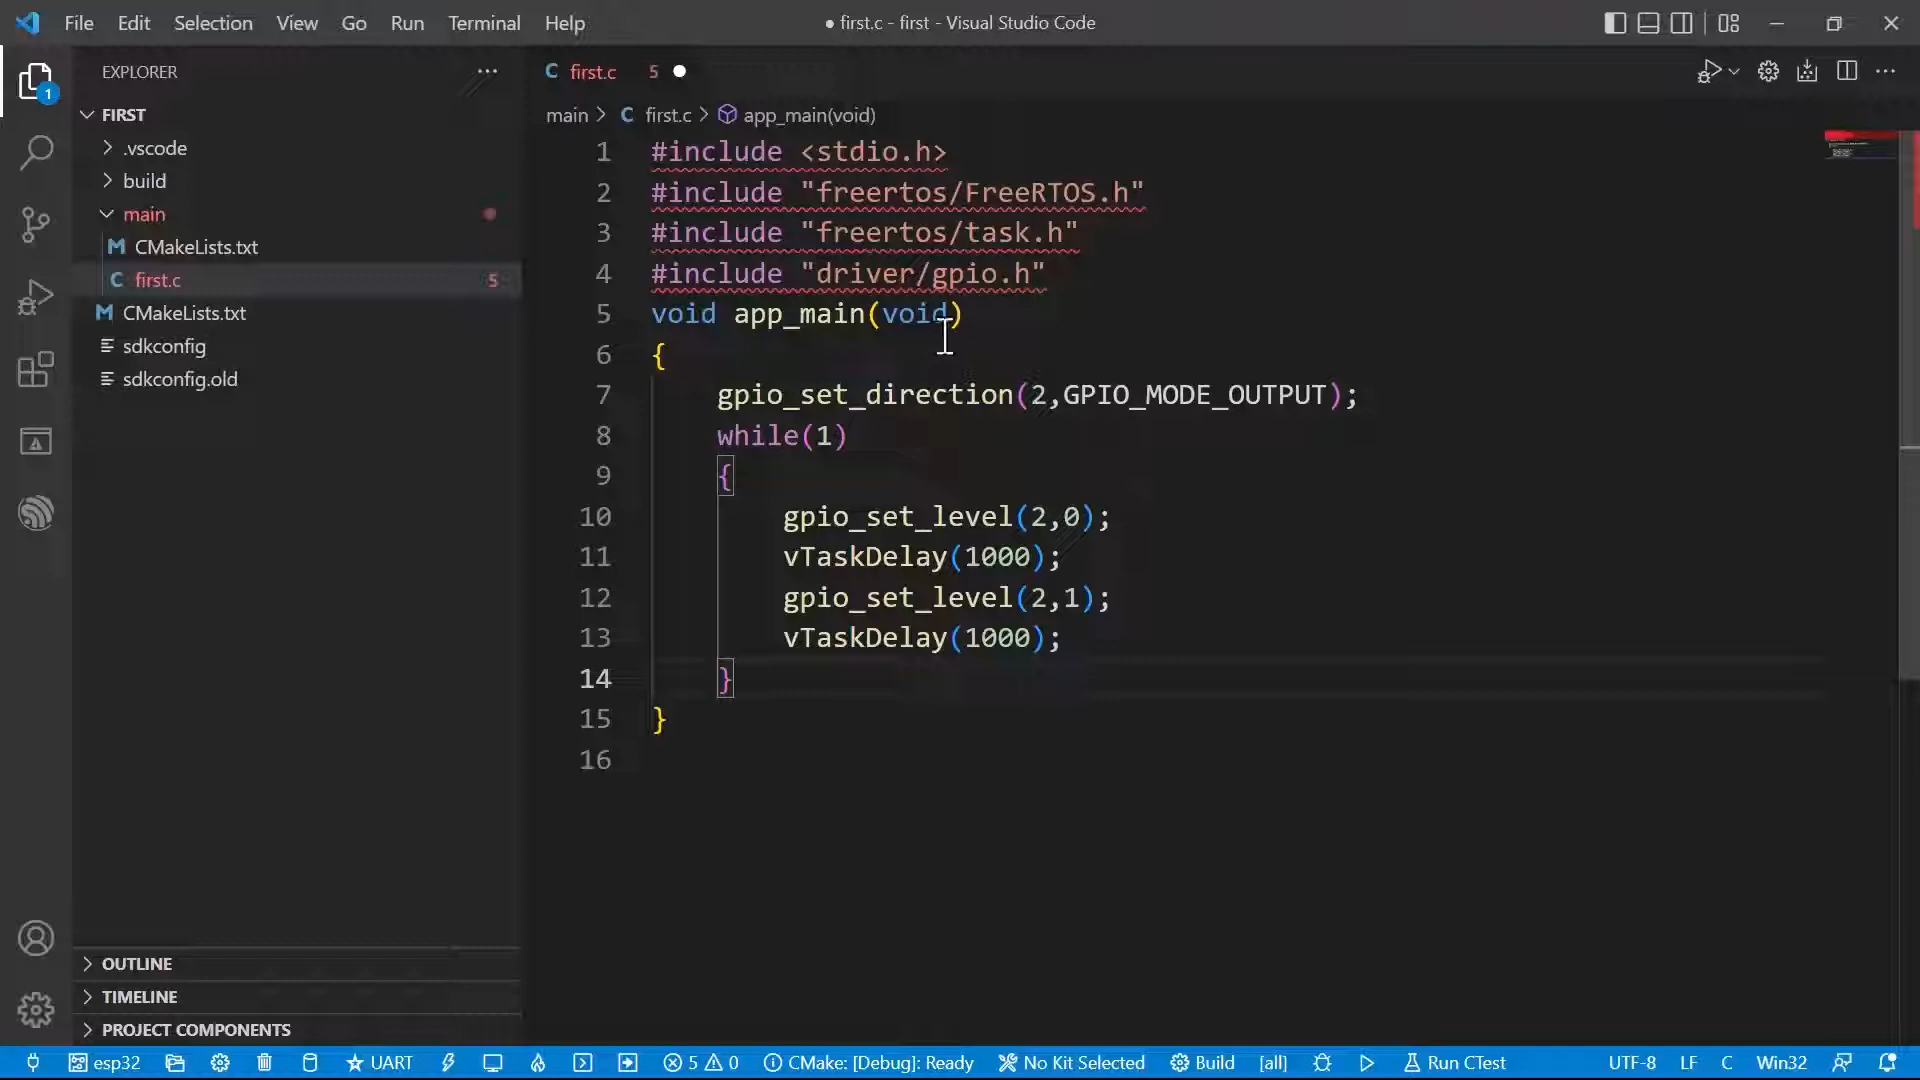 File Edit Selection View Go Run Terminal Help
● first.c - first - Visual Studio Code
EXPLORER
FIRST
.vscode
build
main
M CMakeLists.txt
C first.c 5
M CMakeLists.txt
sdkconfig
sdkconfig.old
OUTLINE
TIMELINE
PROJECT COMPONENTS
1
C first.c 5
main > C first.c > app_main(void)
1 #include <stdio.h>
2 #include "freertos/FreeRTOS.h"
3 #include "freertos/task.h"
4 #include "driver/gpio.h"
5 void app_main(void)
6 {
7 gpio_set_direction(2,GPIO_MODE_OUTPUT);
8 while(1)
9 {
10 gpio_set_level(2,0);
11 vTaskDelay(1000);
12 gpio_set_level(2,1);
13 vTaskDelay(1000);
14 }
15 }
16
esp32 UART 5 0 CMake: [Debug]: Ready No Kit Selected Build [all] Run CTest UTF-8 LF C Win32